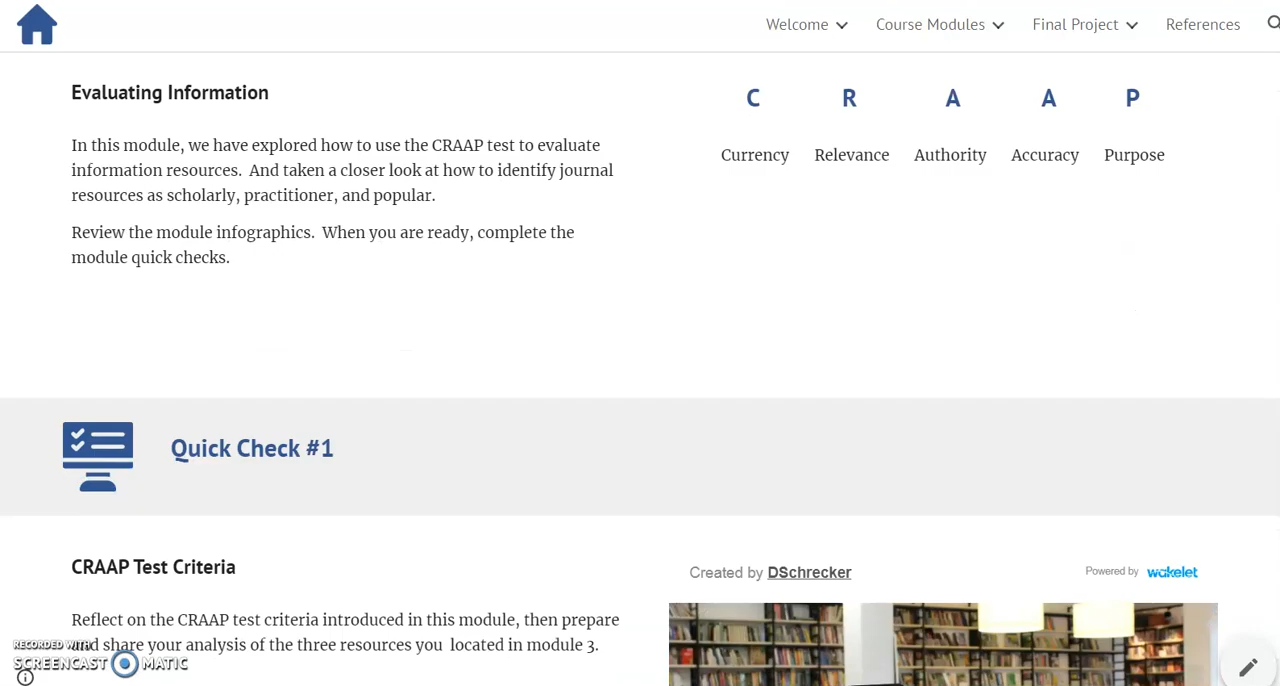 Welcome Course Modules Final Project References
Evaluating Information
In this module, we have explored how to use the CRAAP test to evaluate
information resources.  And taken a closer look at how to identify journal
resources as scholarly, practitioner, and popular.
Review the module infographics.  When you are ready, complete the
module quick checks.
C R A A P
Currency Relevance Authority Accuracy Purpose
Quick Check #1
CRAAP Test Criteria
Reflect on the CRAAP test criteria introduced in this module, then prepare
and share your analysis of the three resources you  located in module 3.
Created by DSchrecker
Powered by wakelet
RECORDED WITH
SCREENCAST MATIC